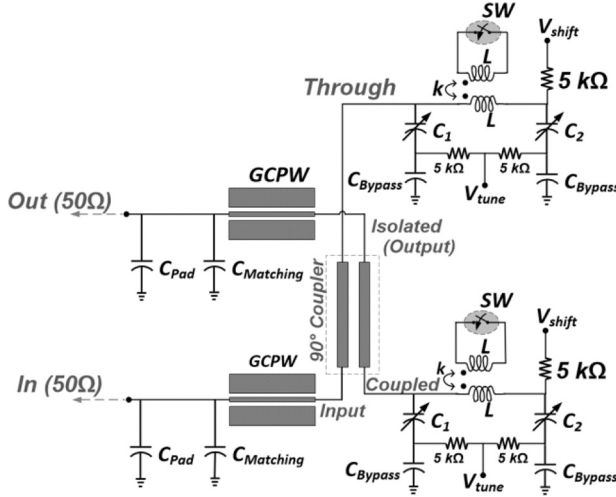 SW
V_shift
L
5 kΩ
k
Through
L
C_1
C_2
5 kΩ
5 kΩ
C_Bypass
V_tune
C_Bypass
GCPW
Out (50Ω)
Isolated
(Output)
C_Pad
C_Matching
90° Coupler
SW
V_shift
L
5 kΩ
k
GCPW
Coupled
L
In (50Ω)
Input
C_1
C_2
5 kΩ
5 kΩ
C_Pad
C_Matching
C_Bypass
V_tune
C_Bypass